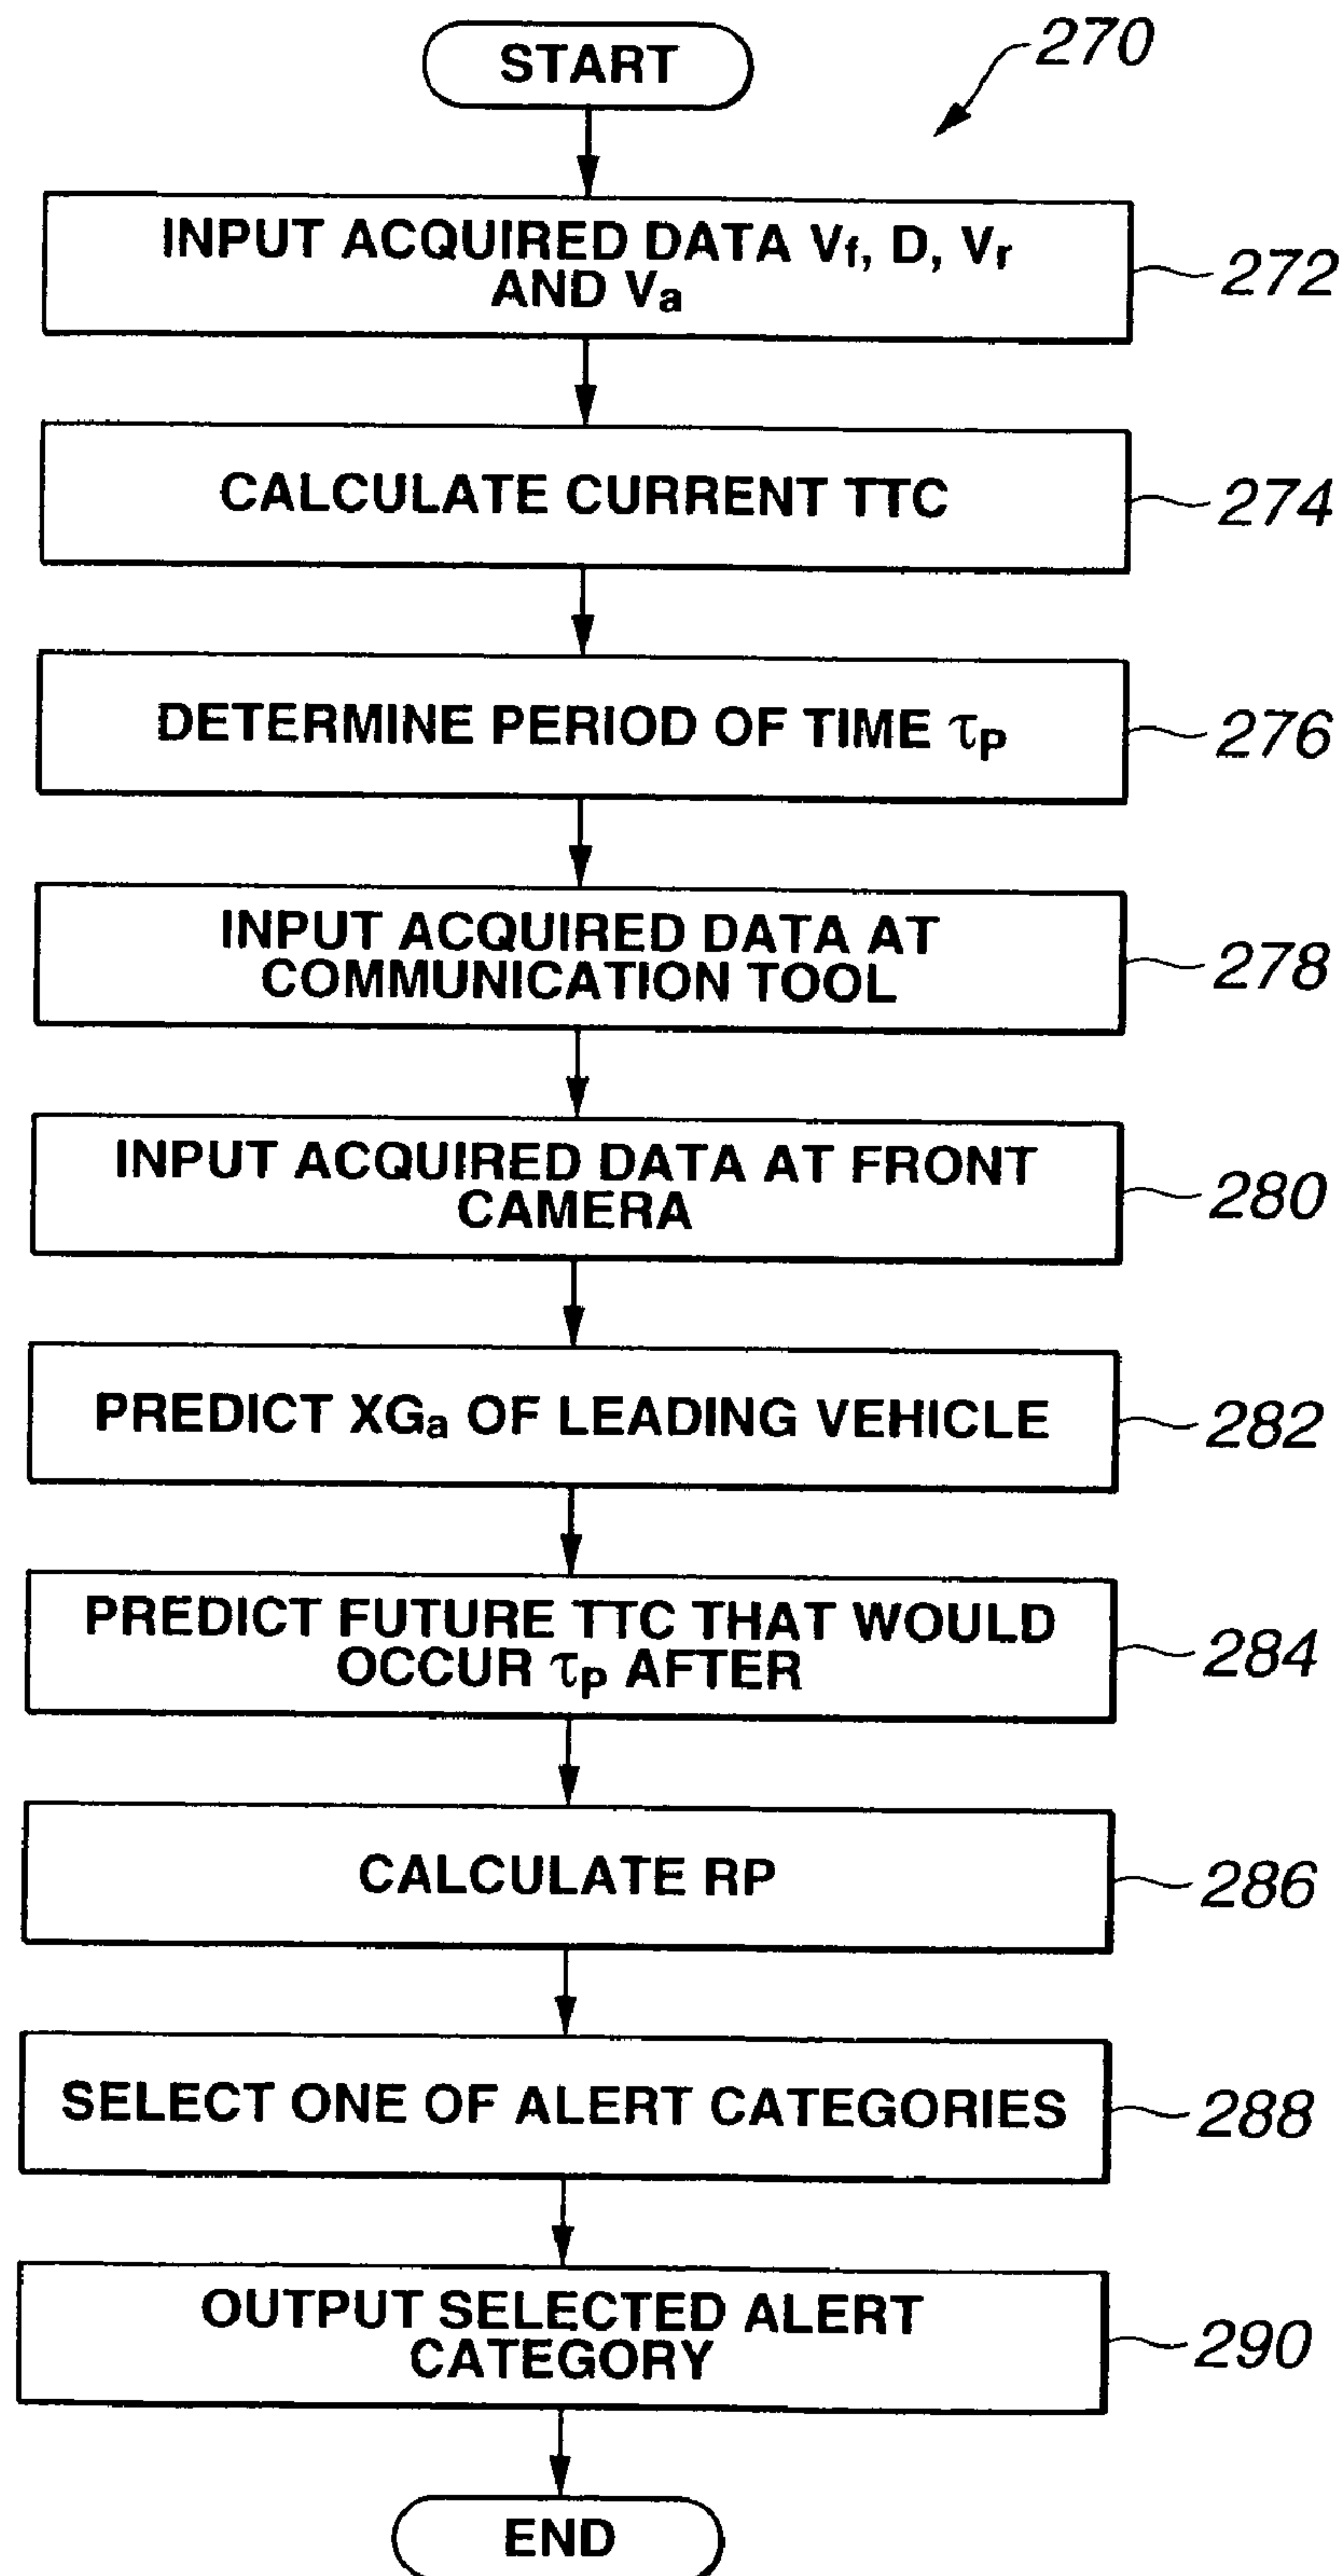 START
270
INPUT ACQUIRED DATA Vf, D, Vr
AND Va
272
CALCULATE CURRENT TTC
274
DETERMINE PERIOD OF TIME τp
276
INPUT ACQUIRED DATA AT
COMMUNICATION TOOL
278
INPUT ACQUIRED DATA AT FRONT
CAMERA
280
PREDICT XGa OF LEADING VEHICLE
282
PREDICT FUTURE TTC THAT WOULD
OCCUR τp AFTER
284
CALCULATE RP
286
SELECT ONE OF ALERT CATEGORIES
288
OUTPUT SELECTED ALERT
CATEGORY
290
END